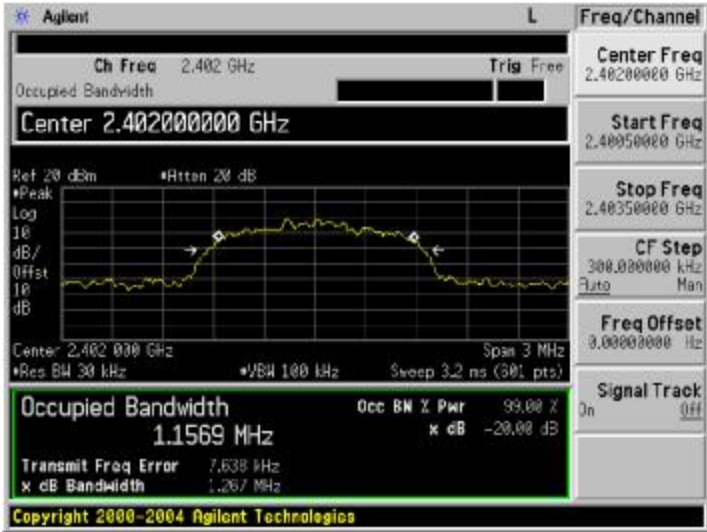 Agilent L Freq/Channel
Ch Freq 2.402 GHz Trig Free
Occupied Bandwidth
Center 2.402000000 GHz
Ref 20 dBm •Atten 20 dB
•Peak
Log
10
dB/
Offst
10
dB
Center 2.402 000 GHz Span 3 MHz
•Res BW 30 kHz •VBW 100 kHz Sweep 3.2 ms (601 pts)
Occupied Bandwidth Occ BW % Pwr 99.00 %
1.1569 MHz x dB -20.00 dB
Transmit Freq Error 7.638 kHz
x dB Bandwidth 1.267 MHz
Copyright 2000-2004 Agilent Technologies
Center Freq
2.40200000 GHz
Start Freq
2.40050000 GHz
Stop Freq
2.40350000 GHz
CF Step
300.000000 kHz
Auto Man
Freq Offset
0.00000000 Hz
Signal Track
On Off